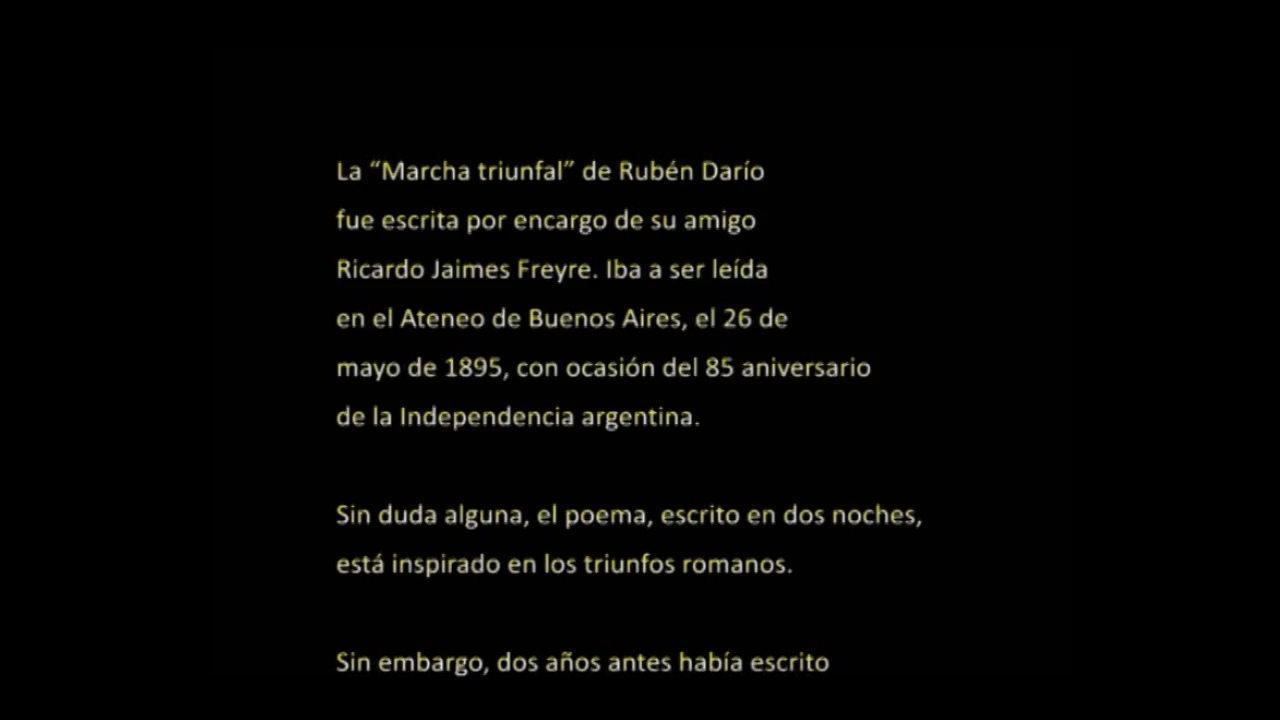 La “Marcha triunfal” de Rubén Darío
fue escrita por encargo de su amigo
Ricardo Jaimes Freyre. Iba a ser leída
en el Ateneo de Buenos Aires, el 26 de
mayo de 1895, con ocasión del 85 aniversario
de la Independencia argentina.
Sin duda alguna, el poema, escrito en dos noches,
está inspirado en los triunfos romanos.
Sin embargo, dos años antes había escrito